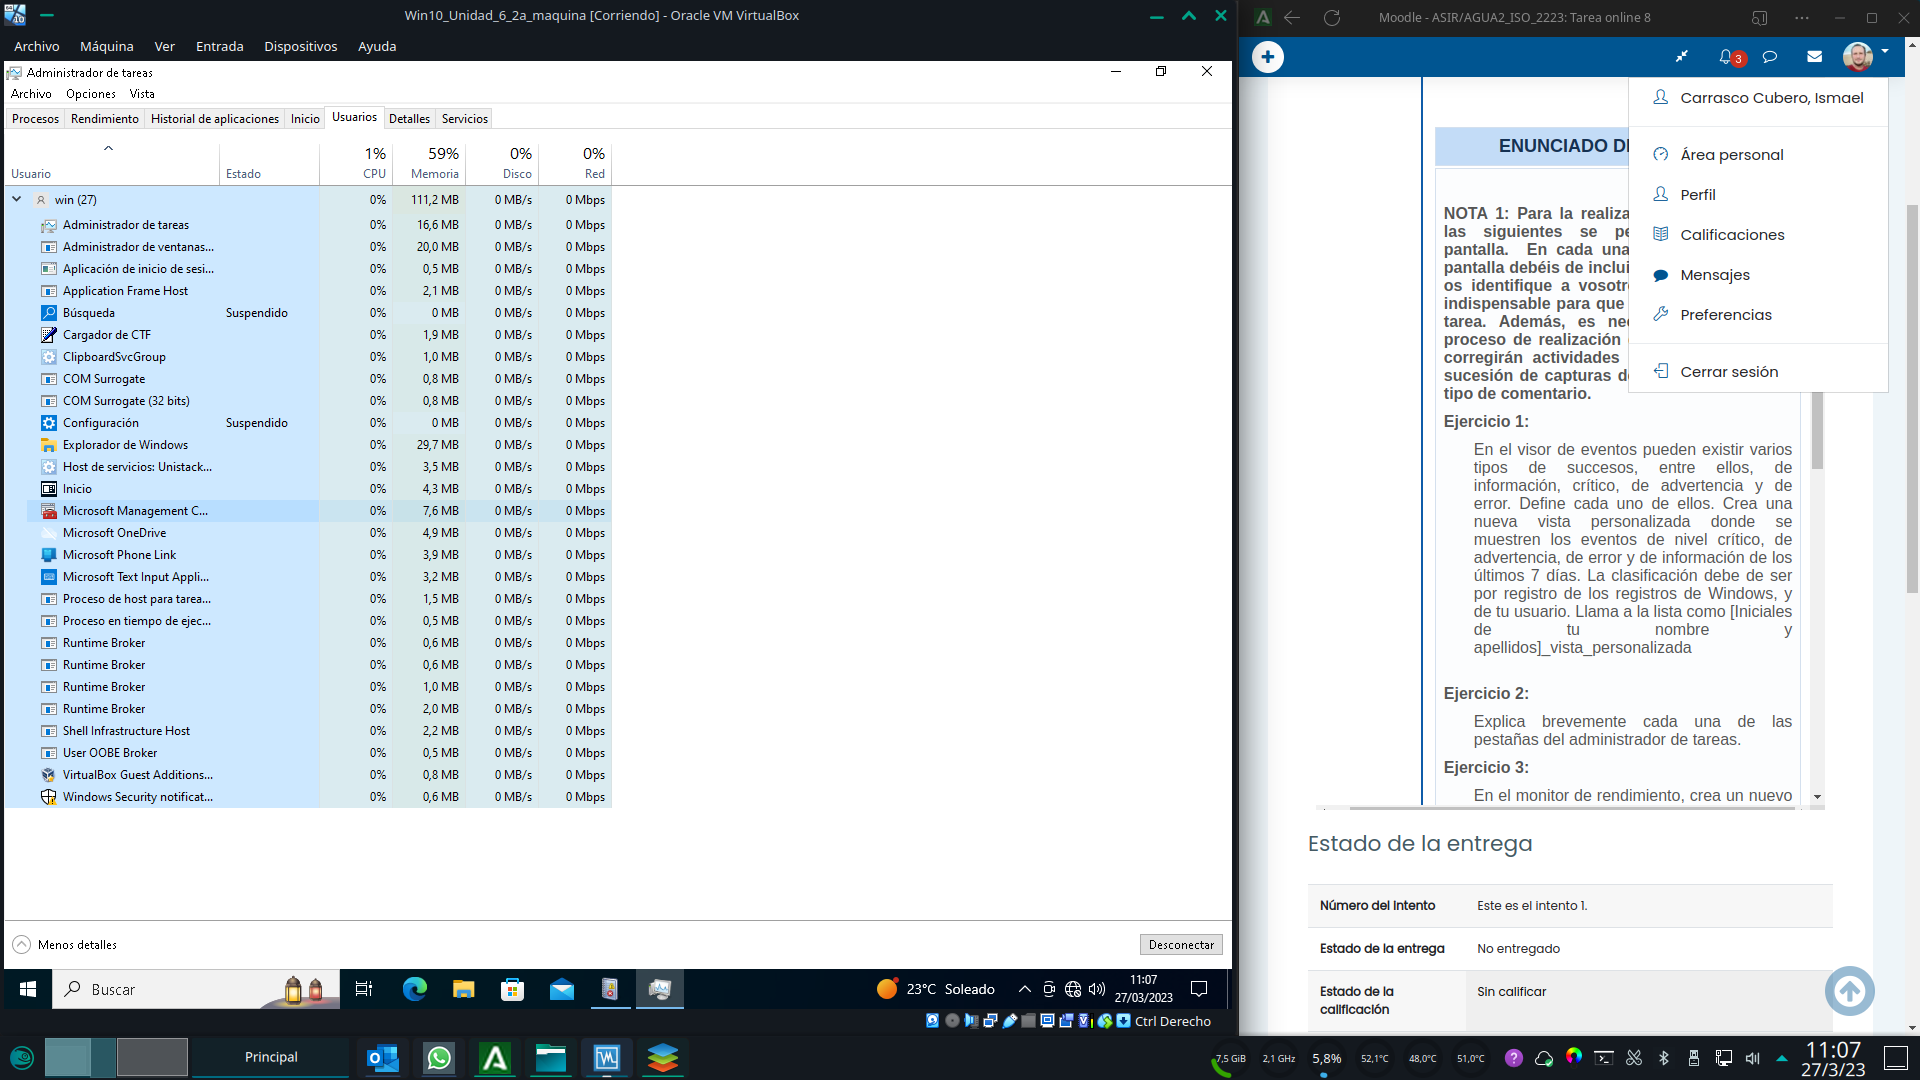 Win10_Unidad_6_2a_maquina [Corriendo] - Oracle VM VirtualBox
Archivo Máquina Ver Entrada Dispositivos Ayuda
Administrador de tareas
Archivo Opciones Vista
Procesos Rendimiento Historial de aplicaciones Inicio Usuarios Detalles Servicios
1% 59% 0% 0%
Usuario Estado CPU Memoria Disco Red
win (27) 0% 111,2 MB 0 MB/s 0 Mbps
Administrador de tareas 0% 16,6 MB 0 MB/s 0 Mbps
Administrador de ventanas... 0% 20,0 MB 0 MB/s 0 Mbps
Aplicación de inicio de sesi... 0% 0,5 MB 0 MB/s 0 Mbps
Application Frame Host 0% 2,1 MB 0 MB/s 0 Mbps
Búsqueda Suspendido 0% 0 MB 0 MB/s 0 Mbps
Cargador de CTF 0% 1,9 MB 0 MB/s 0 Mbps
ClipboardSvcGroup 0% 1,0 MB 0 MB/s 0 Mbps
COM Surrogate 0% 0,8 MB 0 MB/s 0 Mbps
COM Surrogate (32 bits) 0% 0,8 MB 0 MB/s 0 Mbps
Configuración Suspendido 0% 0 MB 0 MB/s 0 Mbps
Explorador de Windows 0% 29,7 MB 0 MB/s 0 Mbps
Host de servicios: Unistack... 0% 3,5 MB 0 MB/s 0 Mbps
Inicio 0% 4,3 MB 0 MB/s 0 Mbps
Microsoft Management C... 0% 7,6 MB 0 MB/s 0 Mbps
Microsoft OneDrive 0% 4,9 MB 0 MB/s 0 Mbps
Microsoft Phone Link 0% 3,9 MB 0 MB/s 0 Mbps
Microsoft Text Input Appli... 0% 3,2 MB 0 MB/s 0 Mbps
Proceso de host para tarea... 0% 1,5 MB 0 MB/s 0 Mbps
Proceso en tiempo de ejec... 0% 0,5 MB 0 MB/s 0 Mbps
Runtime Broker 0% 0,6 MB 0 MB/s 0 Mbps
Runtime Broker 0% 0,6 MB 0 MB/s 0 Mbps
Runtime Broker 0% 1,0 MB 0 MB/s 0 Mbps
Runtime Broker 0% 2,0 MB 0 MB/s 0 Mbps
Shell Infrastructure Host 0% 2,2 MB 0 MB/s 0 Mbps
User OOBE Broker 0% 0,5 MB 0 MB/s 0 Mbps
VirtualBox Guest Additions... 0% 0,8 MB 0 MB/s 0 Mbps
Windows Security notificat... 0% 0,6 MB 0 MB/s 0 Mbps
Menos detalles
Desconectar
Buscar
23°C Soleado
11:07
27/03/2023
Ctrl Derecho
Moodle - ASIR/AGUA2_ISO_2223: Tarea online 8
3
Carrasco Cubero, Ismael
Área personal
Perfil
Calificaciones
Mensajes
Preferencias
Cerrar sesión
ENUNCIADO DE
NOTA 1: Para la realiza
las siguientes se pe
pantalla. En cada una
pantalla debéis de inclui
os identifique a vosotr
indispensable para que
tarea. Además, es ne
proceso de realización
corregirán actividades
sucesión de capturas d
tipo de comentario.
Ejercicio 1:
En el visor de eventos pueden existir varios
tipos de succesos, entre ellos, de
información, crítico, de advertencia y de
error. Define cada uno de ellos. Crea una
nueva vista personalizada donde se
muestren los eventos de nivel crítico, de
advertencia, de error y de información de los
últimos 7 días. La clasificación debe de ser
por registro de los registros de Windows, y
de tu usuario. Llama a la lista como [Iniciales
de tu nombre y
apellidos]_vista_personalizada
Ejercicio 2:
Explica brevemente cada una de las
pestañas del administrador de tareas.
Ejercicio 3:
En el monitor de rendimiento, crea un nuevo
Estado de la entrega
Número del Intento Este es el intento 1.
Estado de la entrega No entregado
Estado de la
calificación
Sin calificar
Principal
7,5 GiB 2,1 GHz 5,8% 52,1°C 48,0°C 51,0°C
11:07
27/3/23